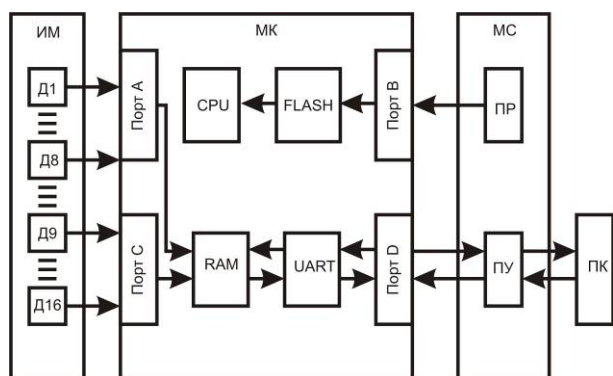 ИМ
МК
МС
Д1
Порт A
CPU
FLASH
Порт B
ПР
Д8
Д9
Порт C
RAM
UART
Порт D
ПУ
ПК
Д16